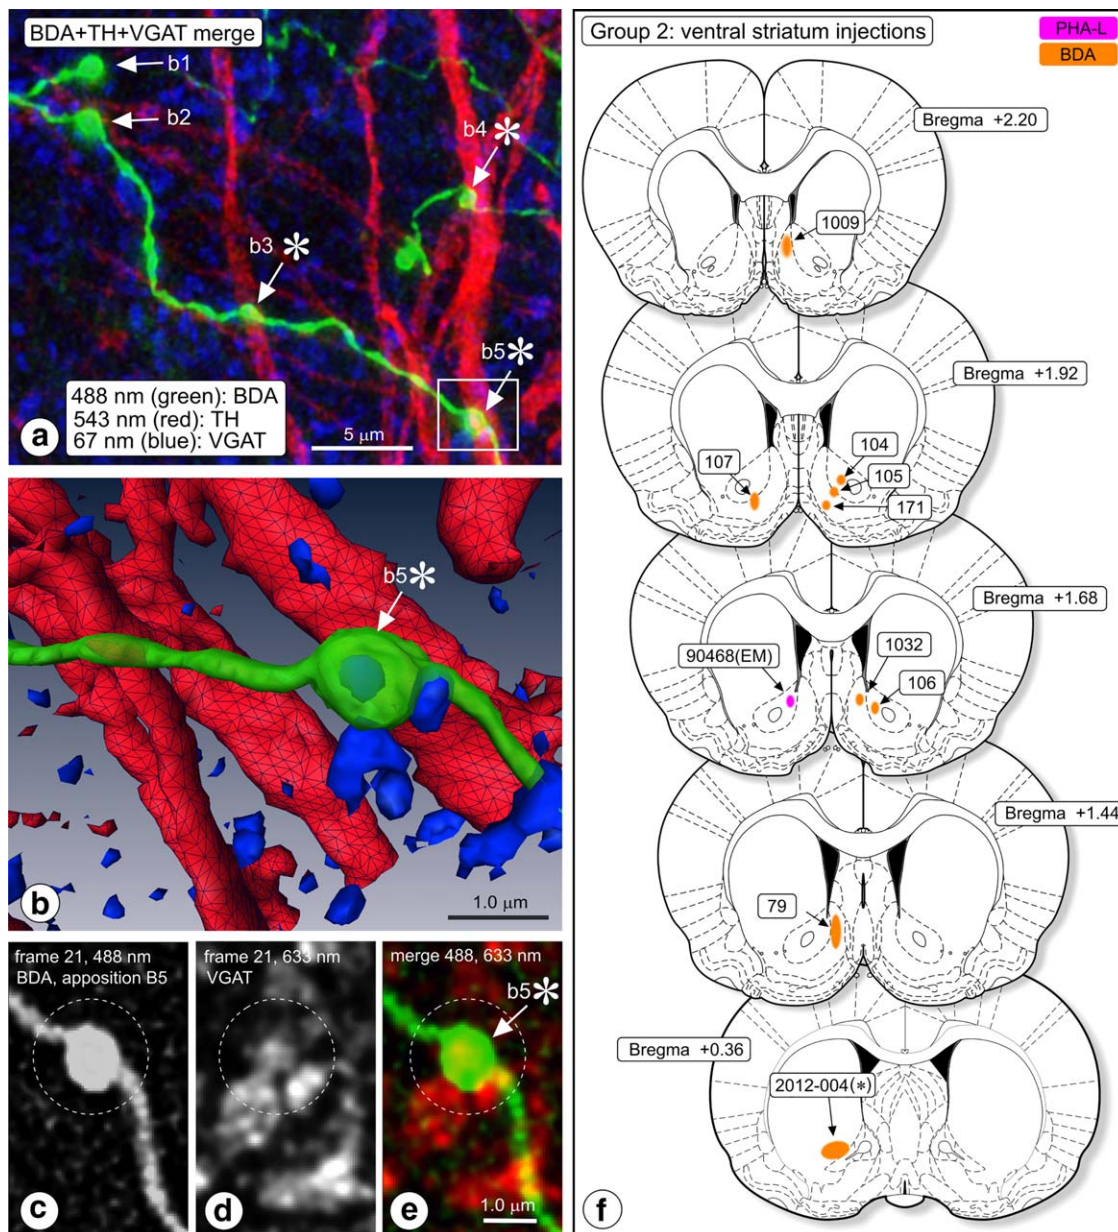 BDA+TH+VGAT merge
b1
b2
b4*
b3*
b5*
488 nm (green): BDA
543 nm (red): TH
67 nm (blue): VGAT
5 μm
a
b5*
b
1.0 μm
frame 21, 488 nm
BDA, apposition B5
c
frame 21, 633 nm
VGAT
d
merge 488, 633 nm
b5*
1.0 μm
e
Group 2: ventral striatum injections
PHA-L
BDA
Bregma +2.20
1009
Bregma +1.92
104
107
105
171
Bregma +1.68
90468(EM)
1032
106
Bregma +1.44
79
Bregma +0.36
2012-004(*)
f